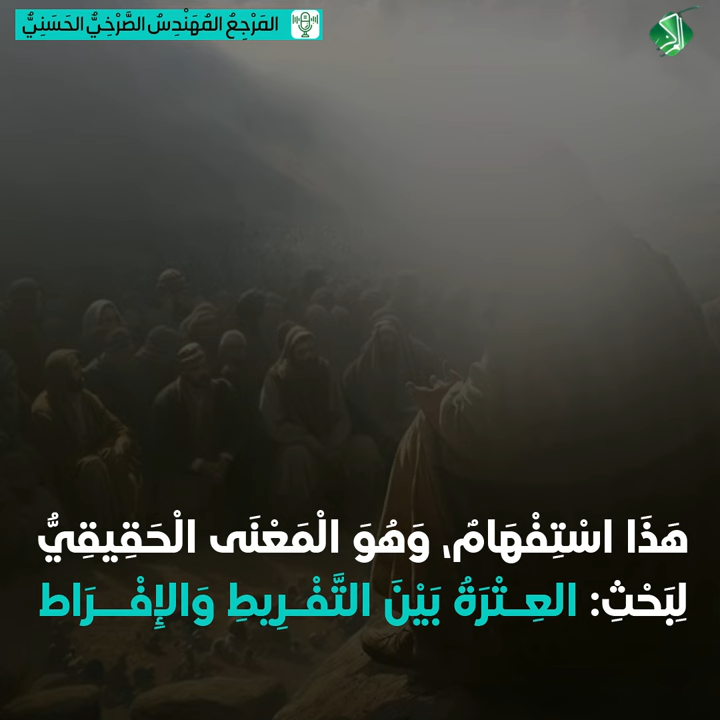 المَرْجِعُ المُهَنْدِسُ الصَّرْخِيُّ الحَسَنِيُّ
هَذَا اسْتِفْهَامٌ، وَهُوَ الْمَعْنَى الْحَقِيقِيُّ
لِبَحْثِ: العِـتْرَةُ بَيْنَ التَّفْـرِيطِ وَالإِفْـرَاط